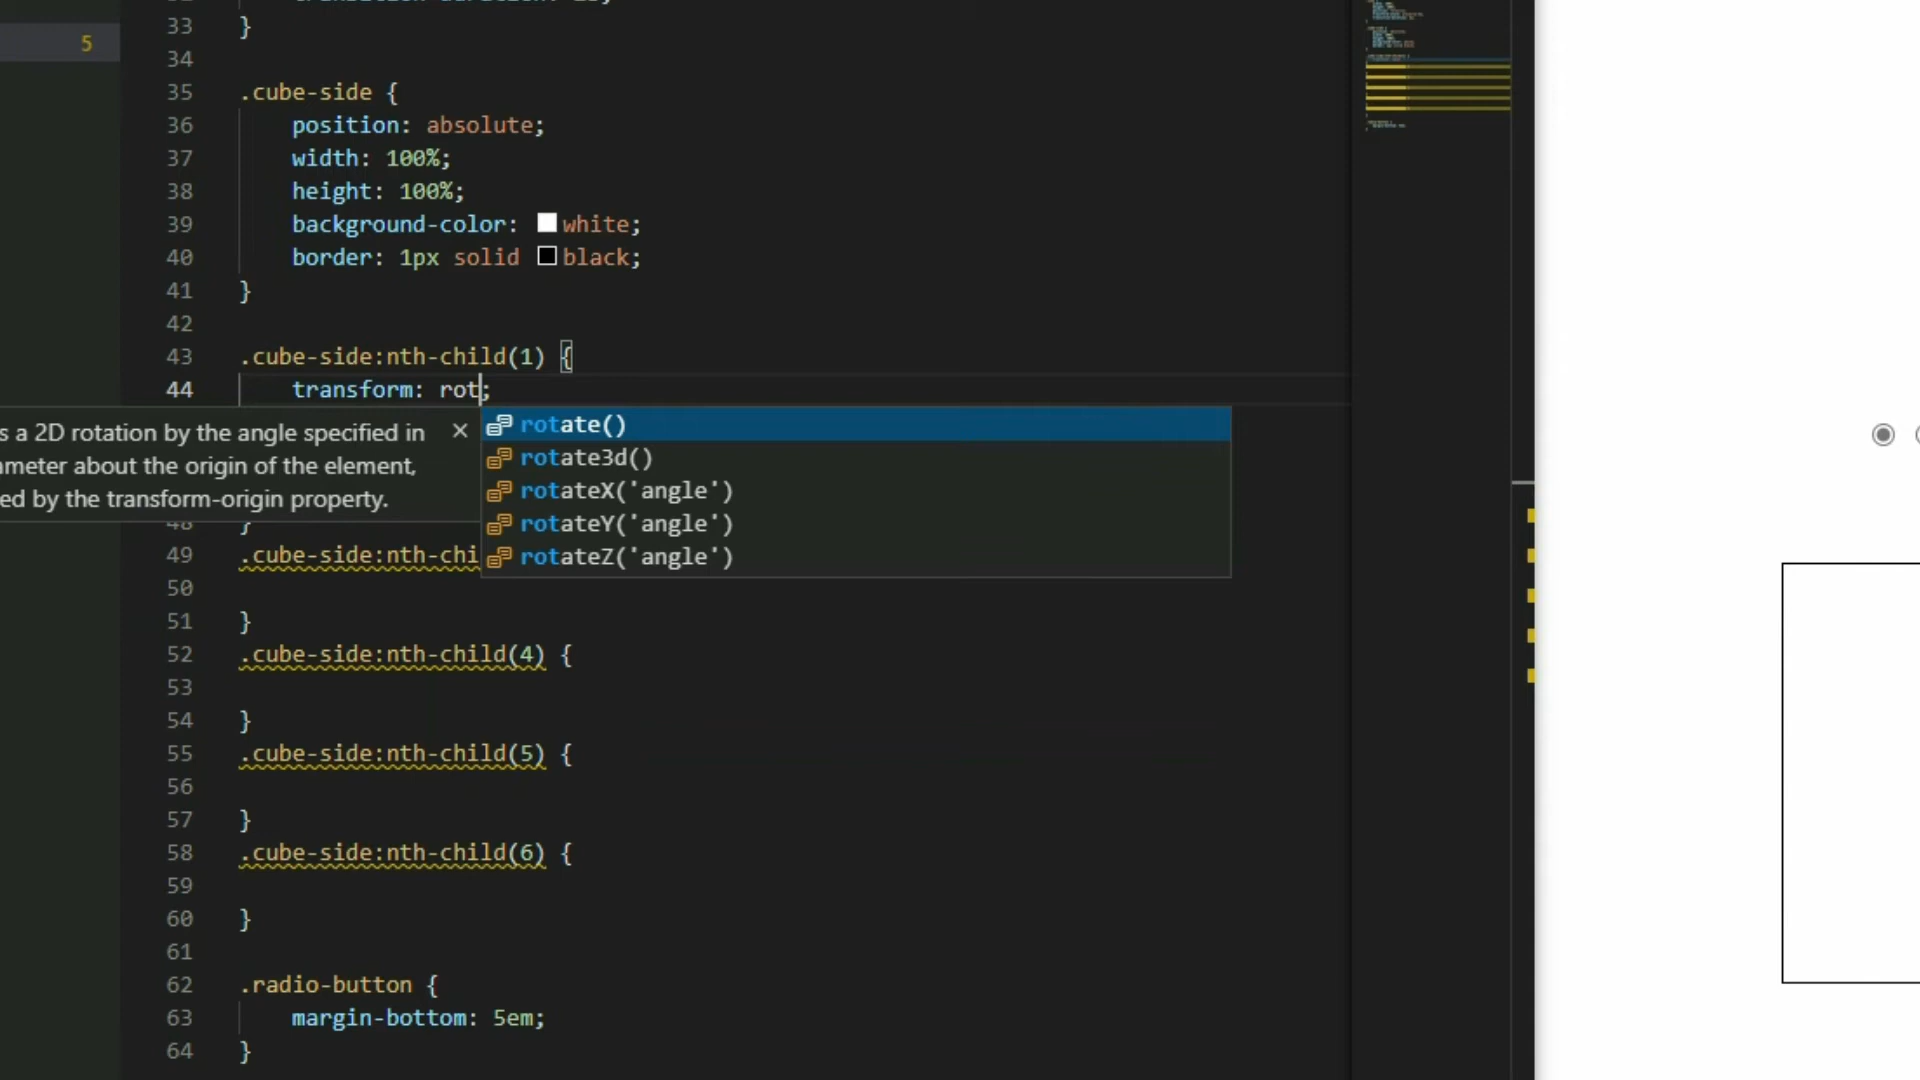 5
33 }
34
35 .cube-side {
36 position: absolute;
37 width: 100%;
38 height: 100%;
39 background-color: white;
40 border: 1px solid black;
41 }
42
43 .cube-side:nth-child(1) {
44 transform: rot;
s a 2D rotation by the angle specified in
ameter about the origin of the element,
ed by the transform-origin property.
rotate()
rotate3d()
rotateX('angle')
rotateY('angle')
rotateZ('angle')
48 }
49 .cube-side:nth-chi
50
51 }
52 .cube-side:nth-child(4) {
53
54 }
55 .cube-side:nth-child(5) {
56
57 }
58 .cube-side:nth-child(6) {
59
60 }
61
62 .radio-button {
63 margin-bottom: 5em;
64 }